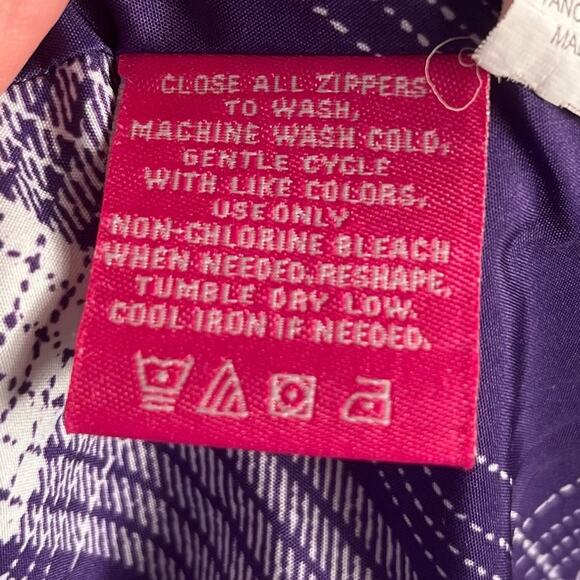 CLOSE ALL ZIPPERS
TO WASH,
MACHINE WASH COLD,
GENTLE CYCLE
WITH LIKE COLORS,
USE ONLY
NON-CHLORINE BLEACH
WHEN NEEDED. RESHAPE,
TUMBLE DRY LOW.
COOL IRON IF NEEDED.